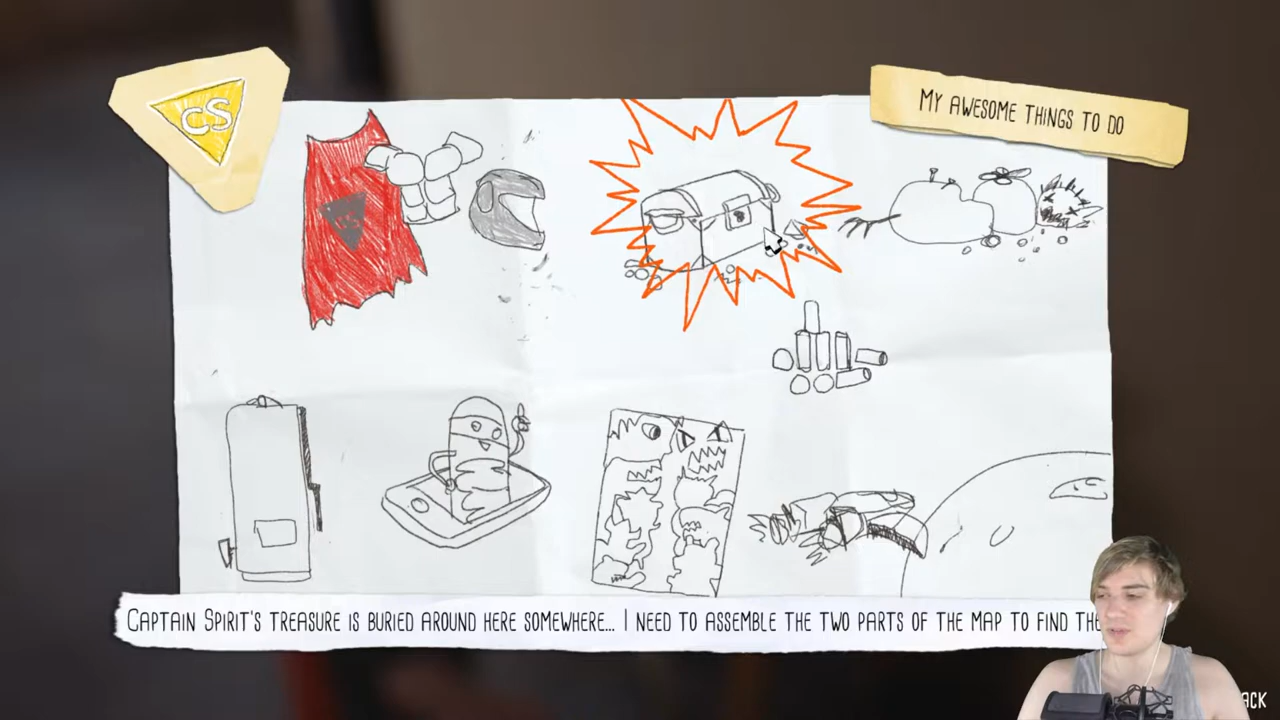 CS
MY AWESOME THINGS TO DO
CAPTAIN SPIRIT'S TREASURE IS BURIED AROUND HERE SOMEWHERE... I NEED TO ASSEMBLE THE TWO PARTS OF THE MAP TO FIND THE
ACK